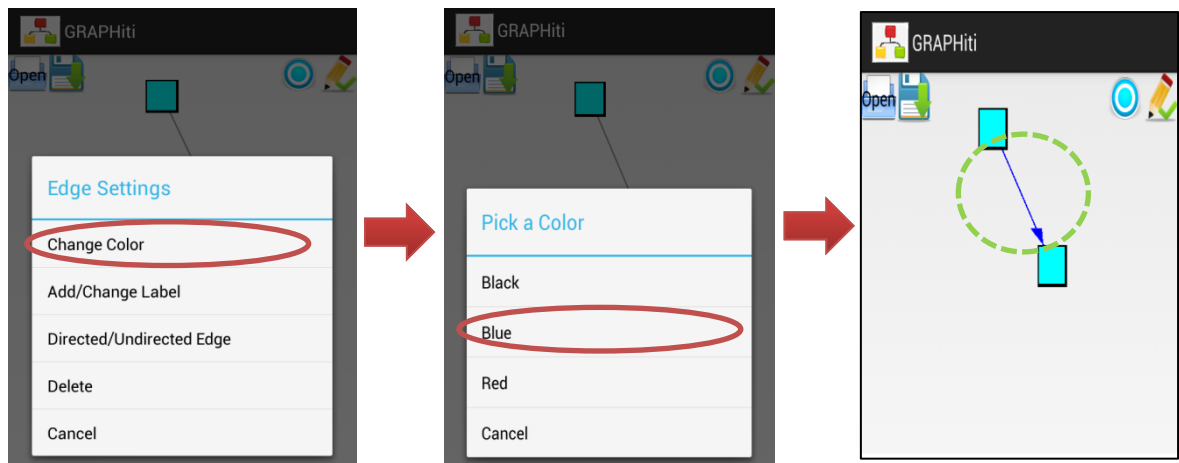 GRAPHiti
Open
Edge Settings
Change Color
Add/Change Label
Directed/Undirected Edge
Delete
Cancel
GRAPHiti
Open
Pick a Color
Black
Blue
Red
Cancel
GRAPHiti
Open